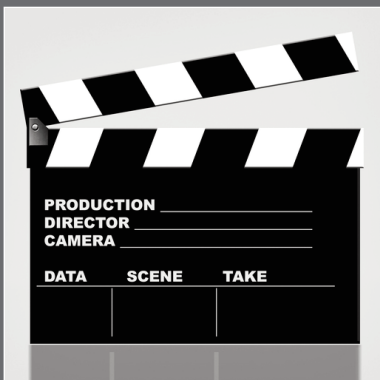 PRODUCTION
DIRECTOR
CAMERA
DATA SCENE TAKE